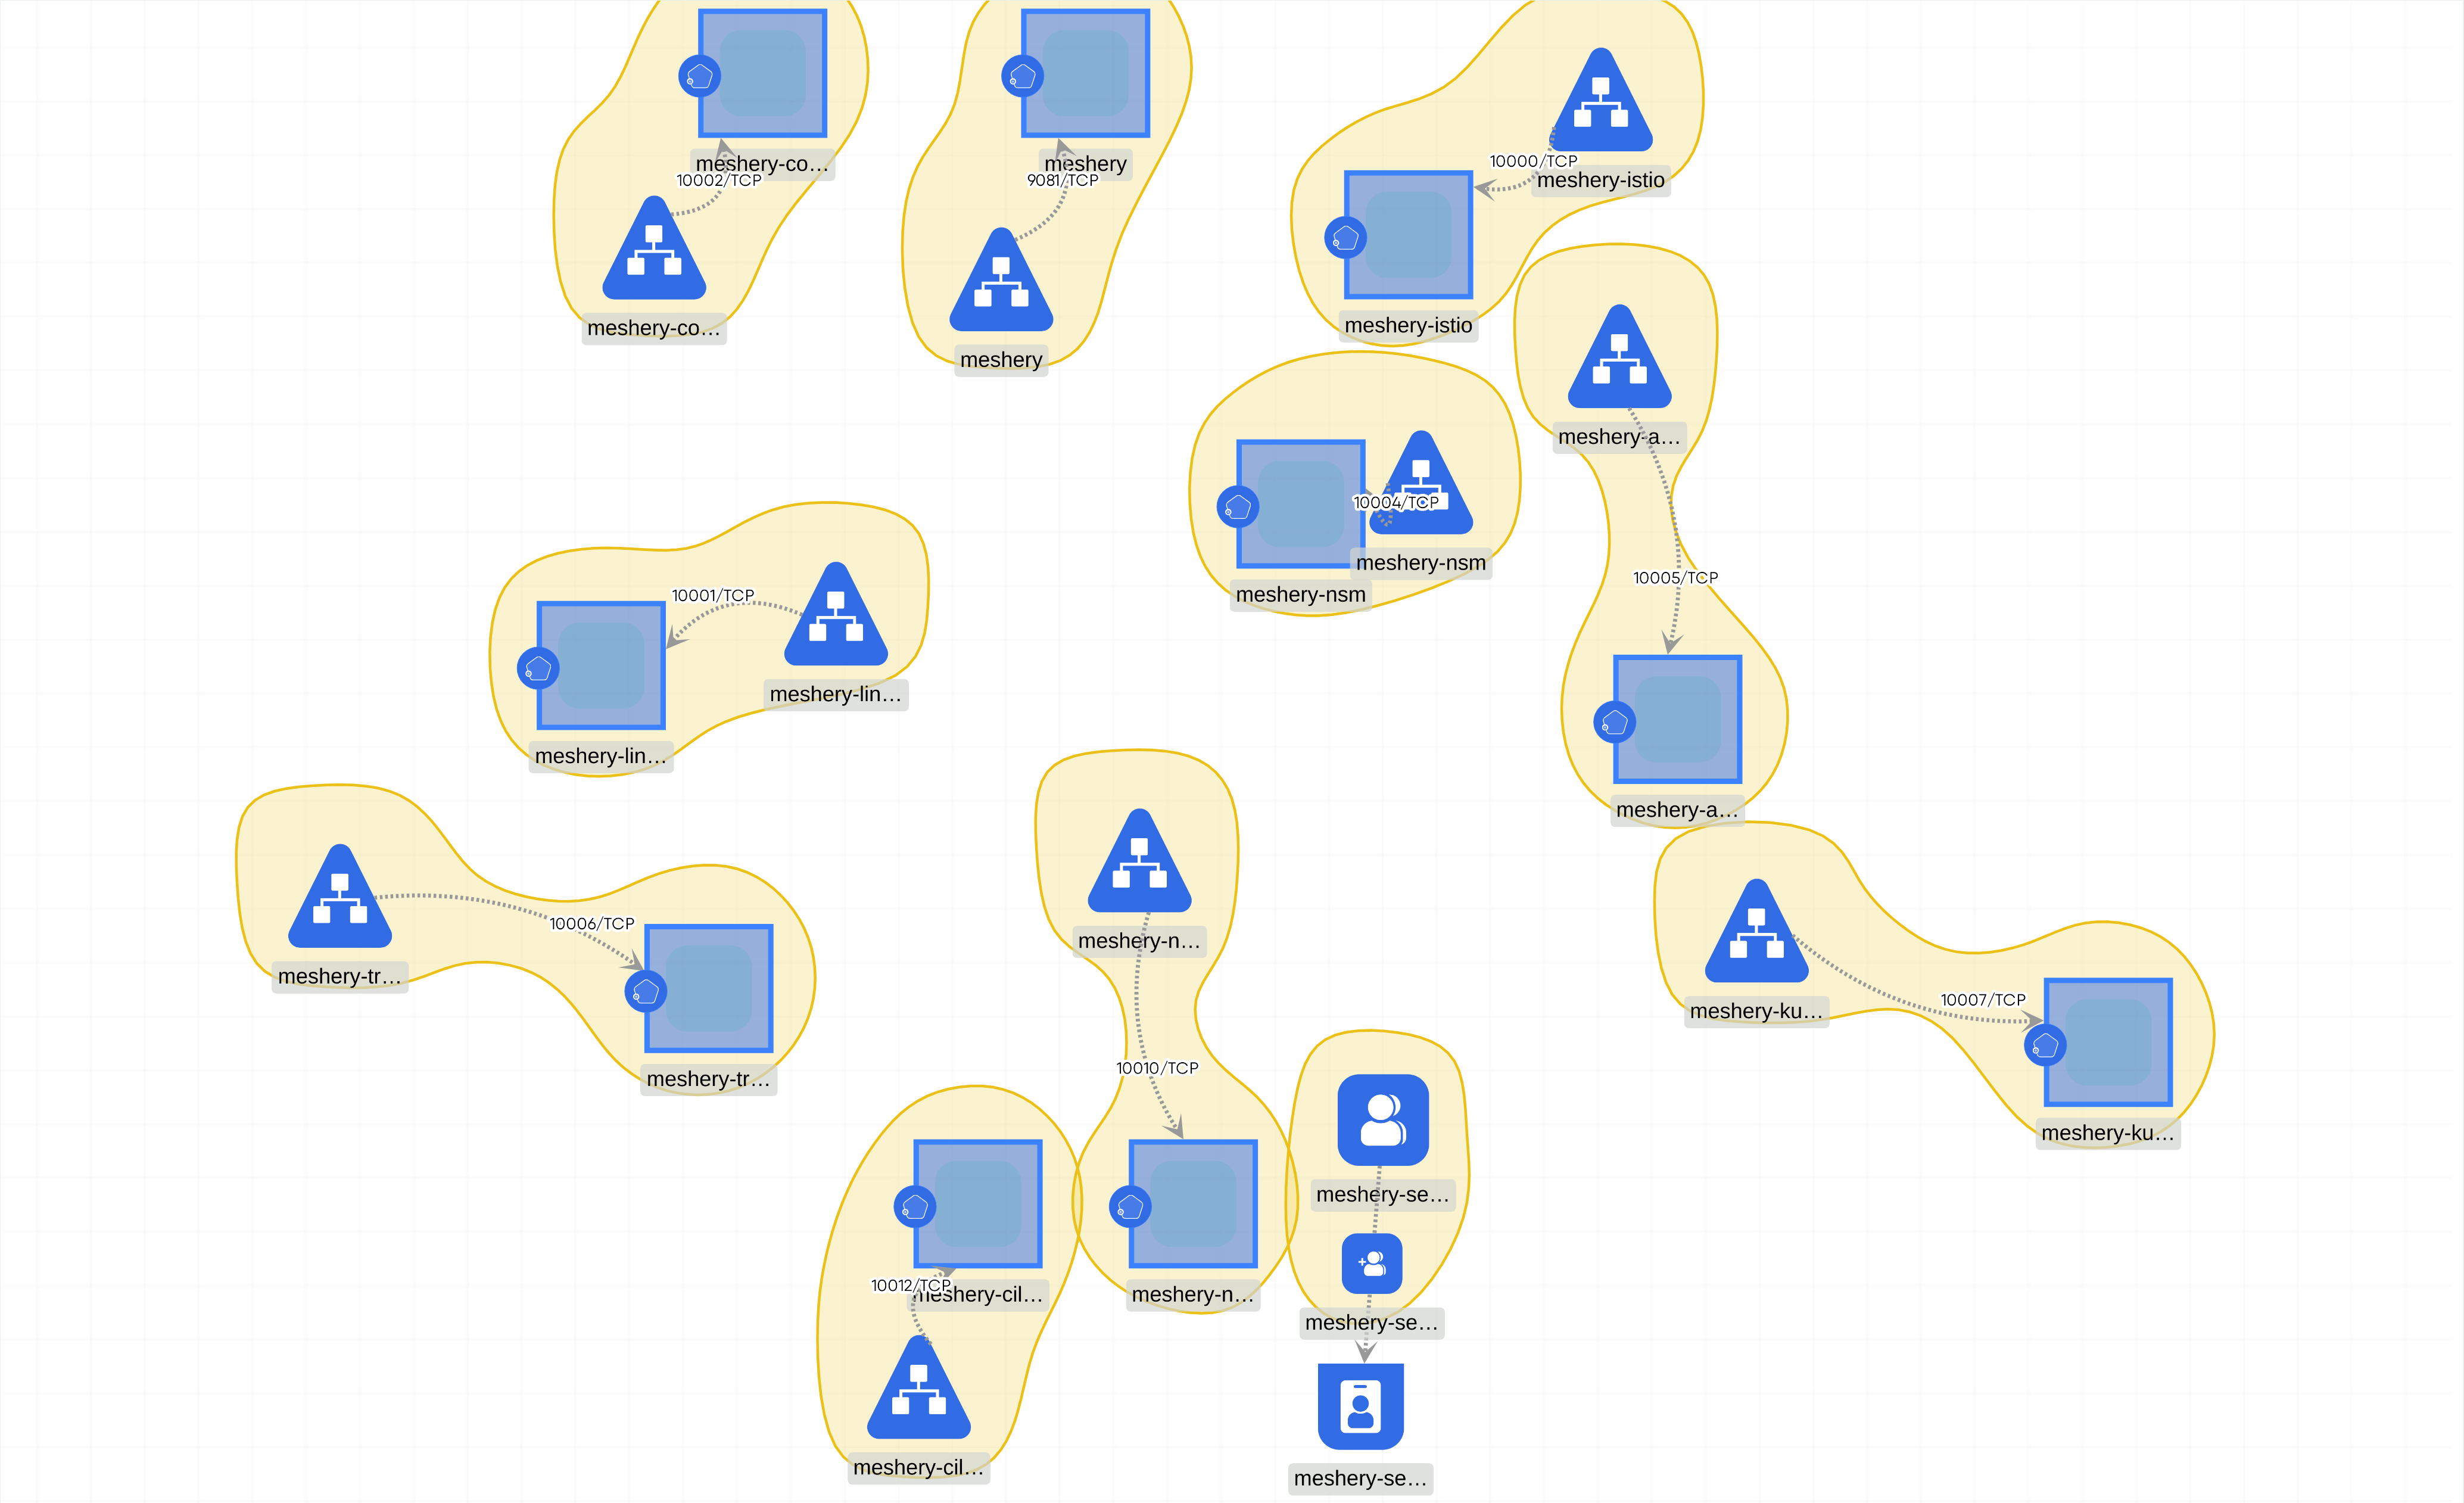 meshery-co…
10002/TCP
meshery-co…
meshery
9081/TCP
meshery
10000/TCP
meshery-istio
meshery-istio
meshery-a…
10005/TCP
meshery-a…
10004/TCP
meshery-nsm
meshery-nsm
10001/TCP
meshery-lin…
meshery-lin…
10006/TCP
meshery-tr…
meshery-tr…
meshery-n…
10010/TCP
meshery-n…
meshery-ku…
10007/TCP
meshery-ku…
10012/TCP
meshery-cil…
meshery-cil…
meshery-se…
meshery-se…
meshery-se…